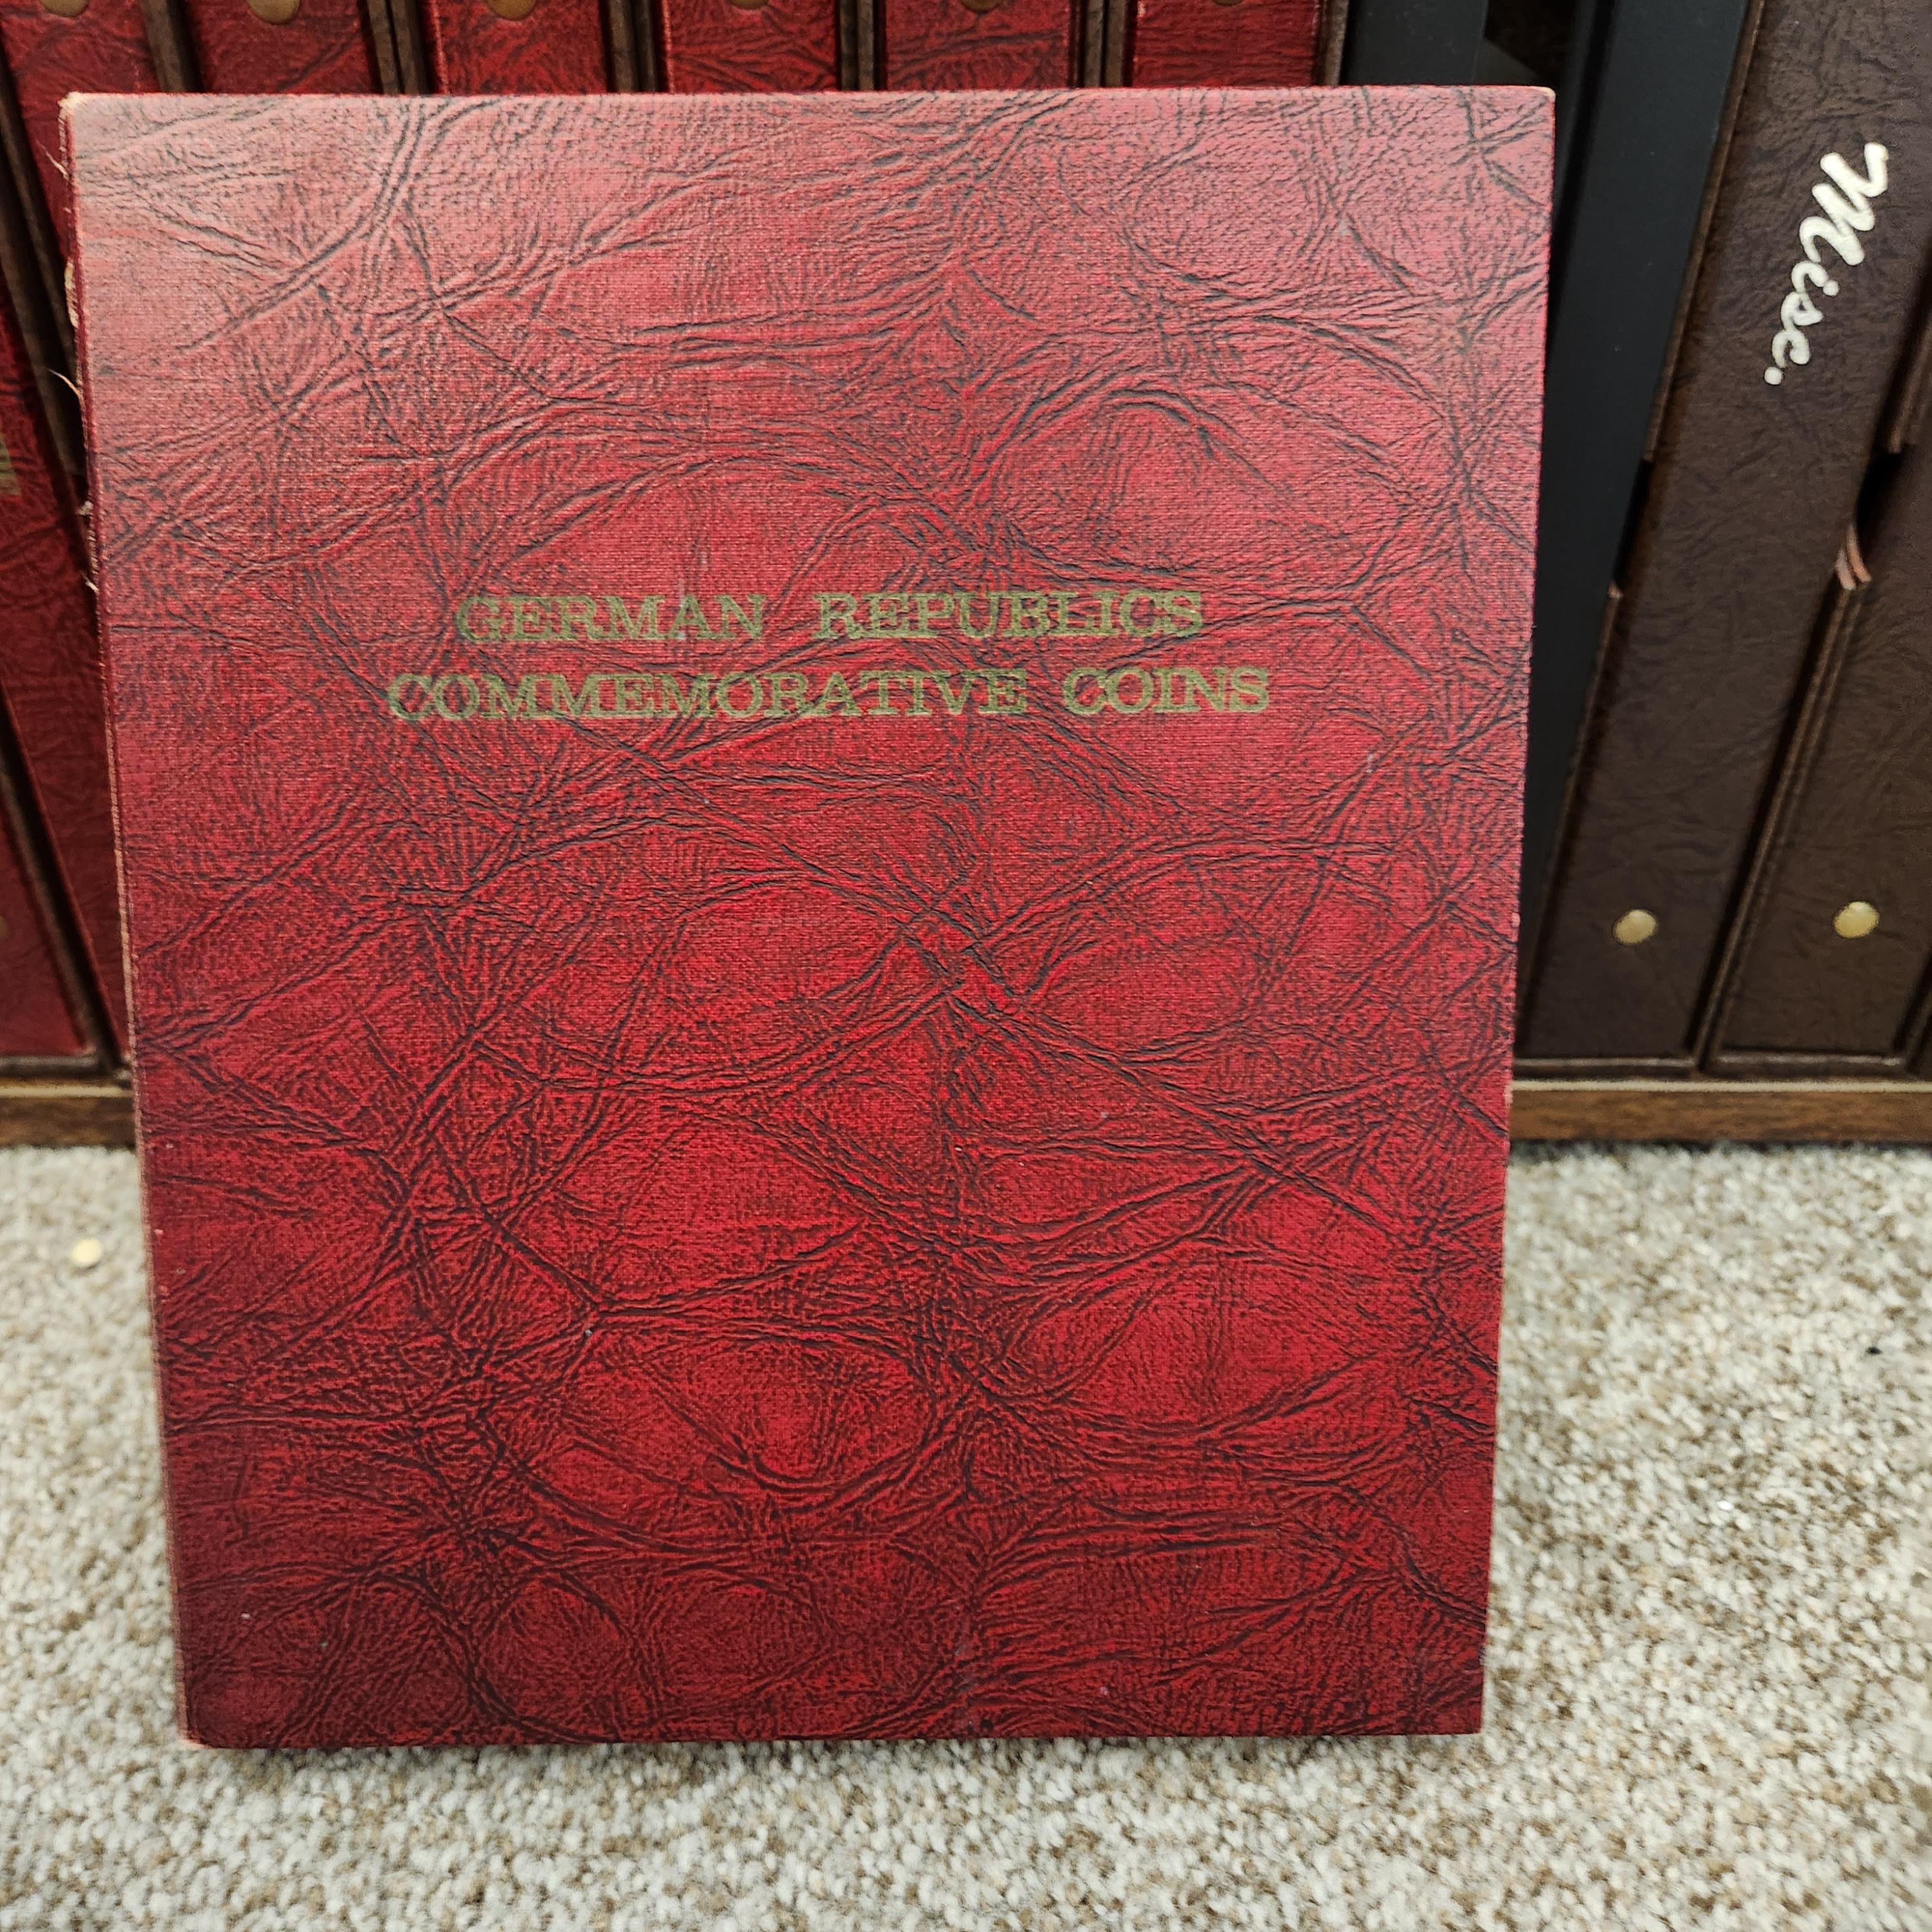 GERMAN REPUBLICS
COMMEMORATIVE COINS
Misc.